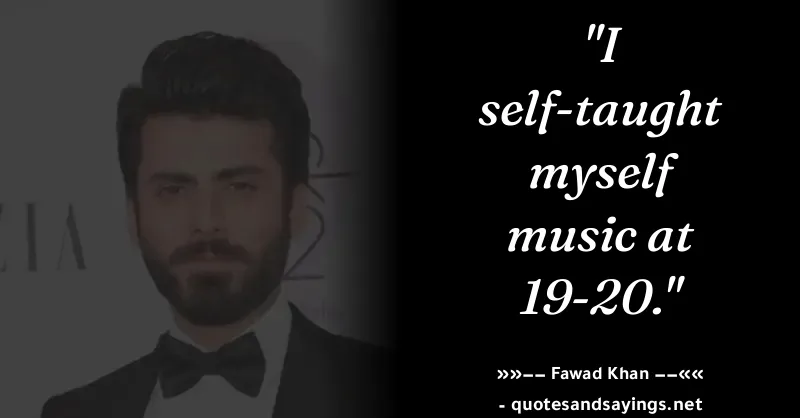 "I
self-taught
myself
music at
19-20."
»»–– Fawad Khan ––««
- quotesandsayings.net